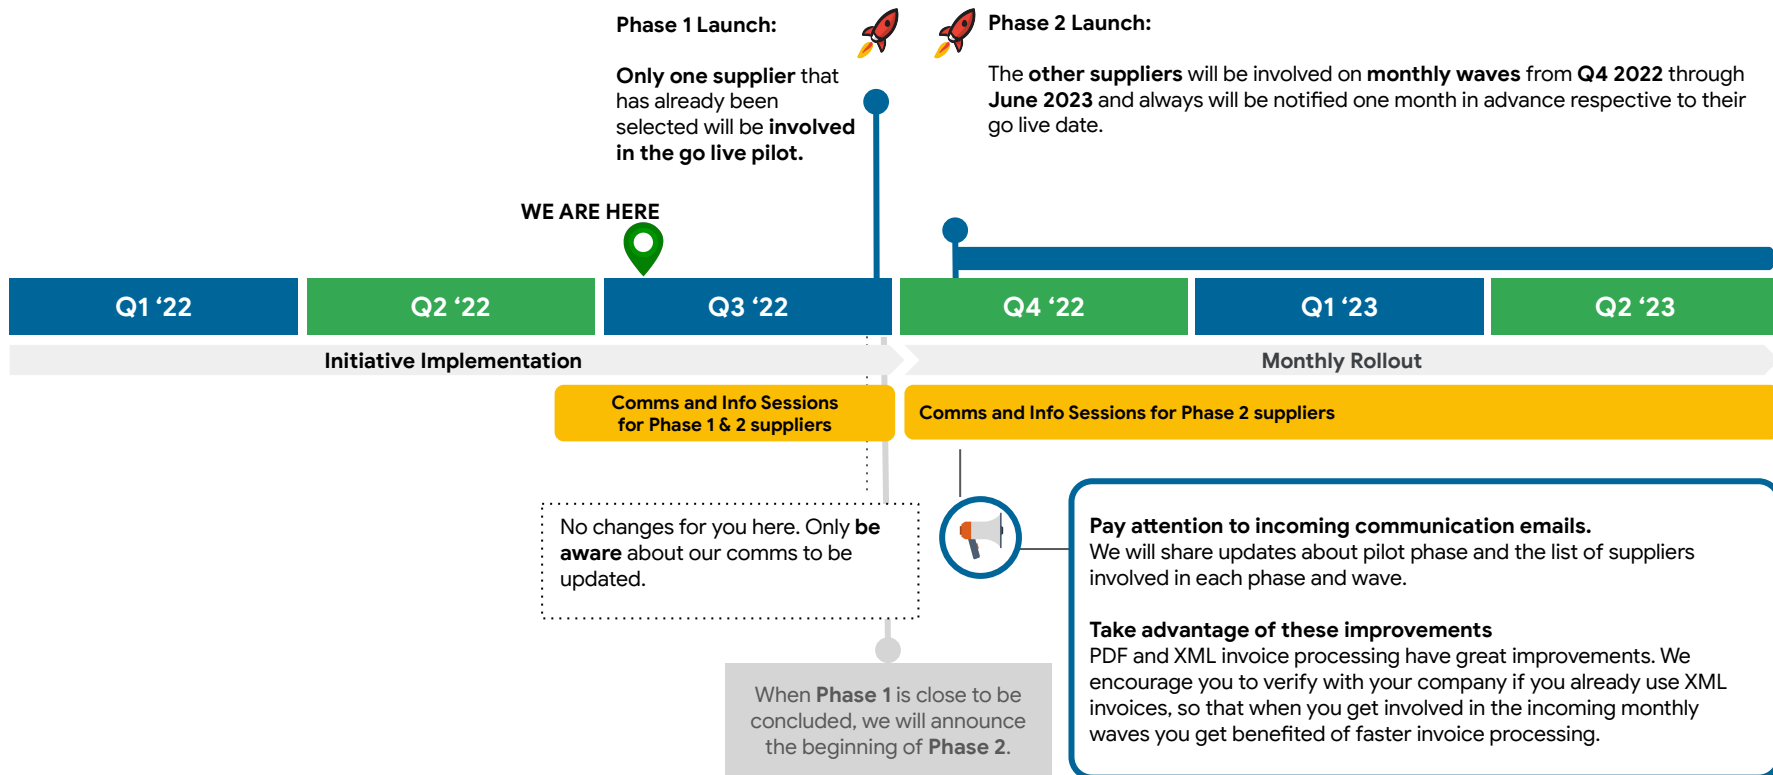 Phase 1 Launch:
Only one supplier that
has already been
selected will be involved
in the go live pilot.
Phase 2 Launch:
The other suppliers will be involved on monthly waves from Q4 2022 through
June 2023 and always will be notified one month in advance respective to their
go live date.
WE ARE HERE
Q1 ‘22
Q2 ‘22
Q3 ‘22
Q4 ‘22
Q1 ‘23
Q2 ‘23
Initiative Implementation
Monthly Rollout
Comms and Info Sessions
for Phase 1 & 2 suppliers
Comms and Info Sessions for Phase 2 suppliers
No changes for you here. Only be
aware about our comms to be
updated.
When Phase 1 is close to be
concluded, we will announce
the beginning of Phase 2.
Pay attention to incoming communication emails.
We will share updates about pilot phase and the list of suppliers
involved in each phase and wave.
Take advantage of these improvements
PDF and XML invoice processing have great improvements. We
encourage you to verify with your company if you already use XML
invoices, so that when you get involved in the incoming monthly
waves you get benefited of faster invoice processing.